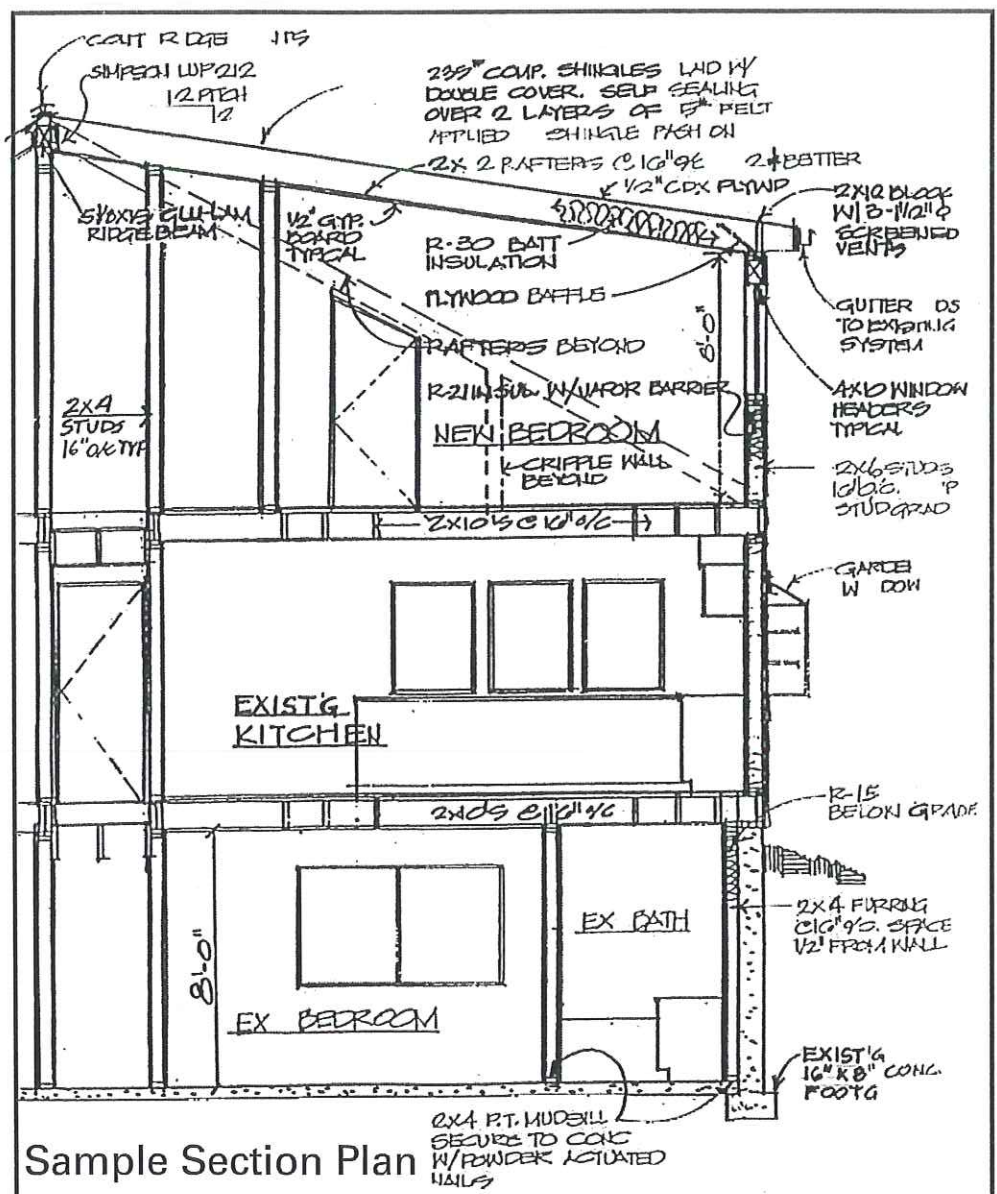 CONT RIDGE
SIMPSON LUP212
12 PITCH
12
235# COMP. SHINGLES LAID W/
DOUBLE COVER. SELF SEALING
OVER 2 LAYERS OF 5# FELT
APPLIED SHINGLE FASHION
2X 2 RAFTERS @ 16" O/C 2 & BETTER
1/2" CDX PLYWD
2X12 BLOCK
W/ 3-1 1/2" Φ
SCREENED
VENTS
5 1/8X15 GLULAM
RIDGE BEAM
1/2" GYP.
BOARD
TYPICAL
R-30 BATT
INSULATION
PLYWOOD BAFFLE
GUTTER DS
TO EXISTING
SYSTEM
8'-0"
RAFTERS BEYOND
R-21 INSUL W/VAPOR BARRIER
4X10 WINDOW
HEADERS
TYPICAL
2X4
STUDS
16" O/C TYP
NEW BEDROOM
CRIPPLE WALL
BEYOND
2X6 STUDS
16" O.C.
STUD GRAD
2X10'S @ 16" O/C
GARDEN
W DOW
EXIST'G
KITCHEN
2X10'S @ 16" O/C
R-15
BELOW GRADE
8'-0"
EX BATH
2X4 FURRING
@16" O/C. SPACE
1/2" FROM WALL
EX BEDROOM
EXIST'G
16" X 8" CONC.
FOOT'G
2X4 P.T. MUDSILL
SECURE TO CONC
W/POWDER ACTUATED
NAILS
Sample Section Plan